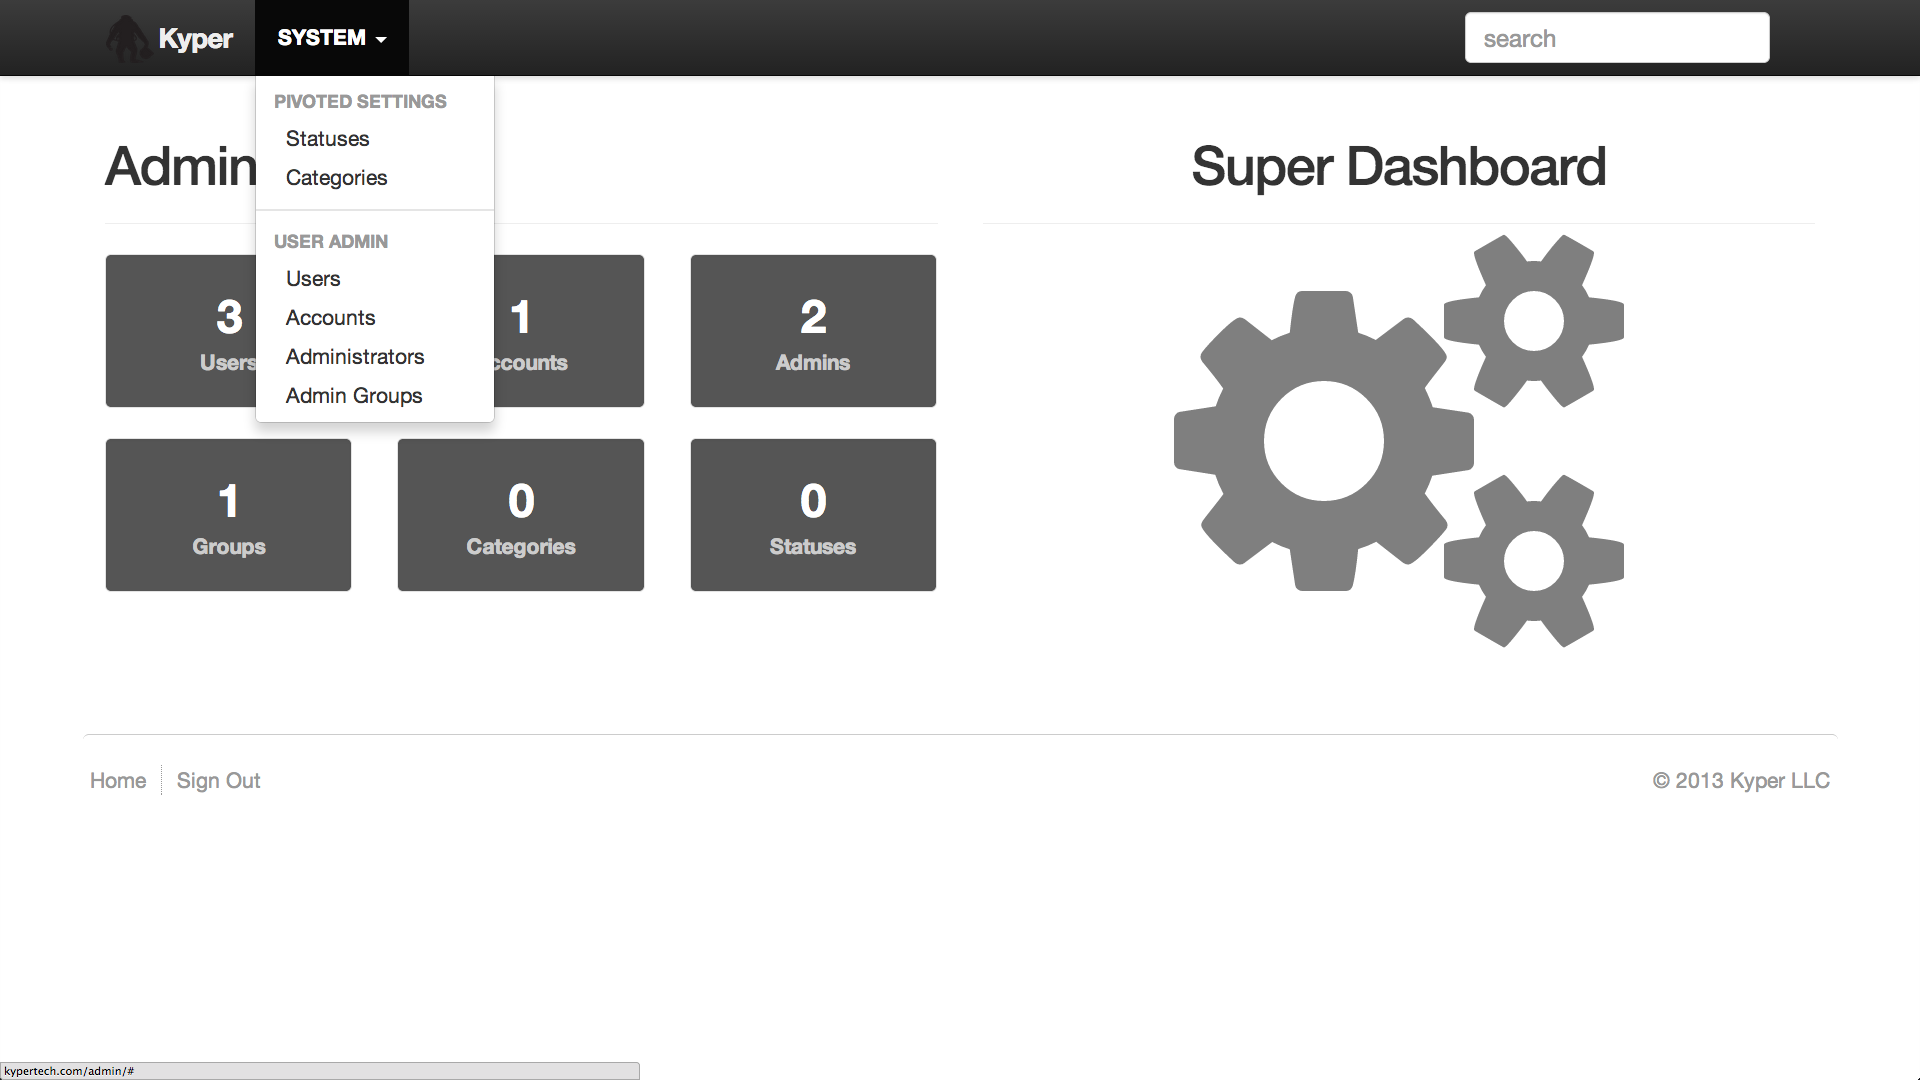 Kyper
SYSTEM
search
PIVOTED SETTINGS
Statuses
Categories
USER ADMIN
Users
Accounts
Administrators
Admin Groups
Admin
Super Dashboard
3
Users
1
ccounts
2
Admins
1
Groups
0
Categories
0
Statuses
Home
Sign Out
© 2013 Kyper LLC
kypertech.com/admin/#